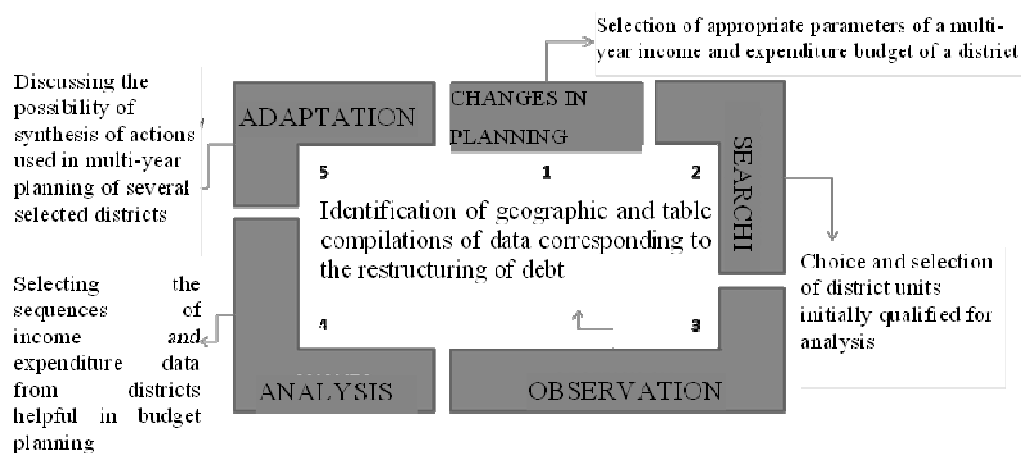 Selection of appropriate parameters of a multi-
year income and expenditure budget of a district
Discussing the
possibility of
synthesis of actions
used in multi-year
planning of several
selected districts
ADAPTATION
CHANGES IN
PLANNING
SEARCHI
5
1
2
Identification of geographic and table
compilations of data corresponding to
the restructuring of debt
Choice and selection
of district units
initially qualified for
analysis
Selecting the
sequences of
income and
expenditure data
from districts
helpful in budget
planning
4
3
ANALYSIS
OBSERVATION